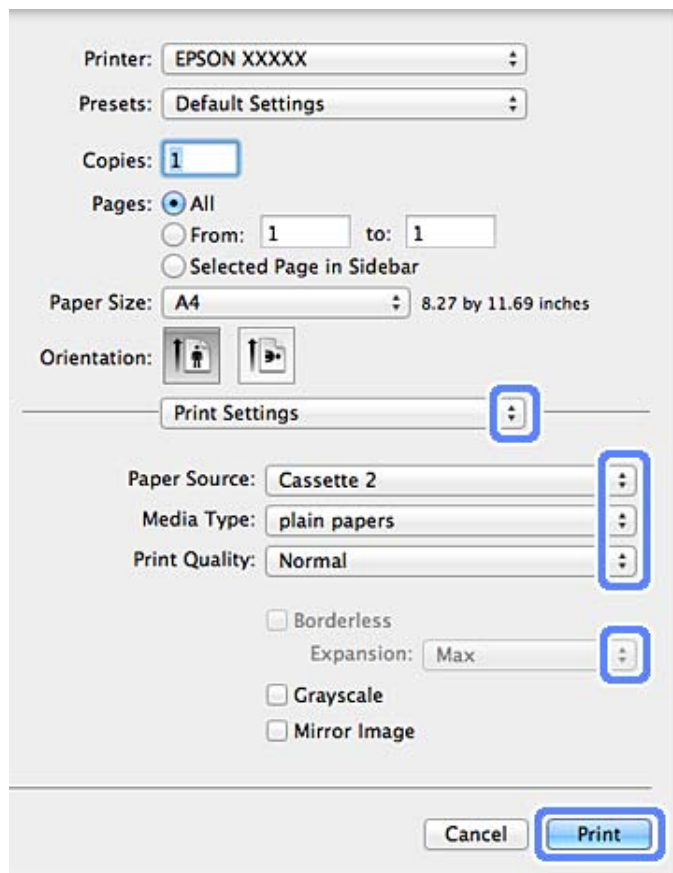 Printer: EPSON XXXXX
Presets: Default Settings
Copies: 1
Pages: All
From: 1 to: 1
Selected Page in Sidebar
Paper Size: A4 8.27 by 11.69 inches
Orientation:
Print Settings
Paper Source: Cassette 2
Media Type: plain papers
Print Quality: Normal
Borderless
Expansion: Max
Grayscale
Mirror Image
Cancel Print